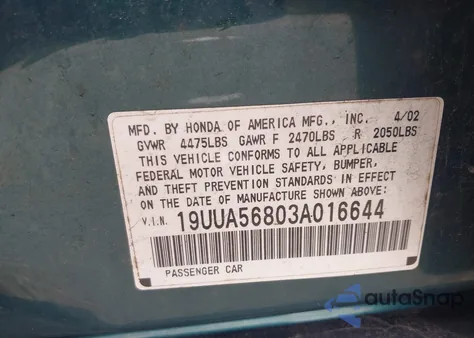 MFD. BY HONDA OF AMERICA MFG., INC. 4/02
GVWR 4475LBS GAWR F 2470LBS R 2050LBS
THIS VEHICLE CONFORMS TO ALL APPLICABLE
FEDERAL MOTOR VEHICLE SAFETY, BUMPER,
AND THEFT PREVENTION STANDARDS IN EFFECT
ON THE DATE OF MANUFACTURE SHOWN ABOVE:
V.I.N. 19UUA56803A016644
PASSENGER CAR
autoSnap